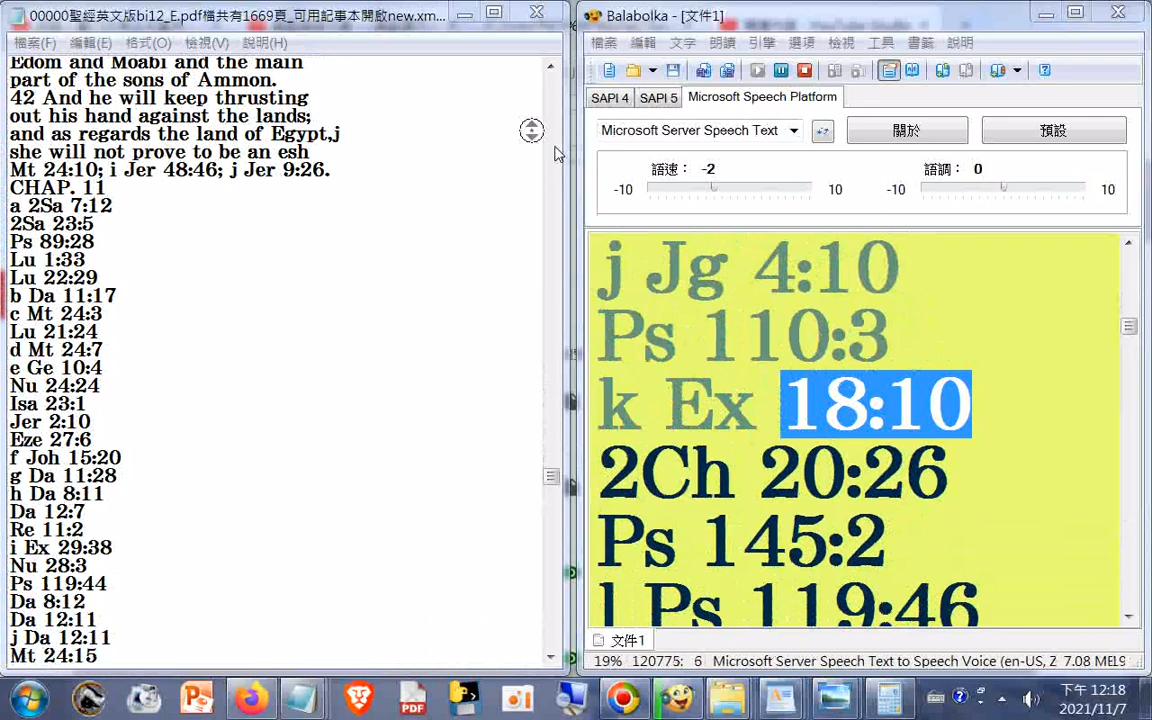 00000聖經英文版bi12_E.pdf檔共有1669頁_可用記事本開啟new.xm...
檔案(F) 編輯(E) 格式(O) 檢視(V) 說明(H)
Edom and Moabi and the main
part of the sons of Ammon.
42 And he will keep thrusting
out his hand against the lands;
and as regards the land of Egypt,j
she will not prove to be an esh
Mt 24:10; i Jer 48:46; j Jer 9:26.
CHAP. 11
a 2Sa 7:12
2Sa 23:5
Ps 89:28
Lu 1:33
Lu 22:29
b Da 11:17
c Mt 24:3
Lu 21:24
d Mt 24:7
e Ge 10:4
Nu 24:24
Isa 23:1
Jer 2:10
Eze 27:6
f Joh 15:20
g Da 11:28
h Da 8:11
Da 12:7
Re 11:2
i Ex 29:38
Nu 28:3
Ps 119:44
Da 8:12
Da 12:11
j Da 12:11
Mt 24:15
Balabolka - [文件1]
檔案 編輯 文字 朗讀 引擎 選項 檢視 工具 書籤 說明
SAPI 4 SAPI 5 Microsoft Speech Platform
Microsoft Server Speech Text 關於 預設
語速： -2 語調： 0
-10 10 -10 10
j Jg 4:10
Ps 110:3
k Ex 18:10
2Ch 20:26
Ps 145:2
l Ps 119:46
文件1
19% 120775: 6 Microsoft Server Speech Text to Speech Voice (en-US, Z 7.08 MB
PDF
下午 12:18
2021/11/7